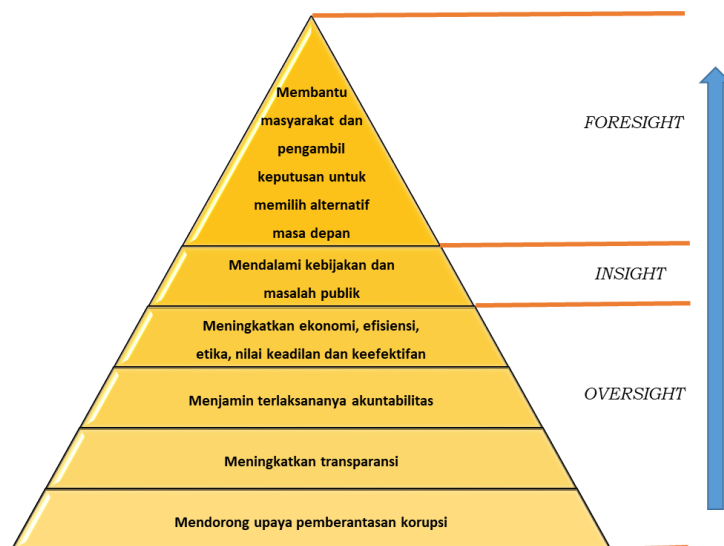 Membantu
masyarakat dan
pengambil
keputusan untuk
memilih alternatif
masa depan
FORESIGHT
Mendalami kebijakan dan
masalah publik
INSIGHT
Meningkatkan ekonomi, efisiensi,
etika, nilai keadilan dan keefektifan
Menjamin terlaksananya akuntabilitas
OVERSIGHT
Meningkatkan transparansi
Mendorong upaya pemberantasan korupsi